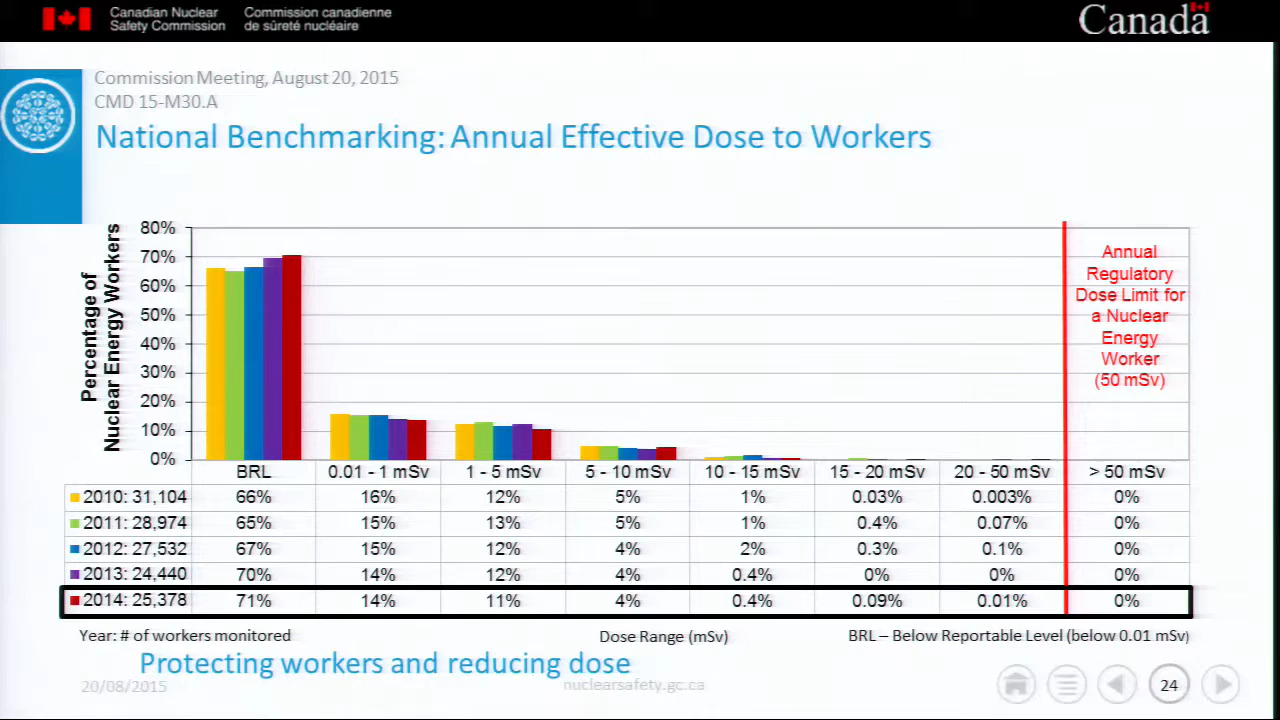 Canadian Nuclear Commission canadienne
Safety Commission de sûreté nucléaire
Canada
Commission Meeting, August 20, 2015
CMD 15-M30.A
National Benchmarking: Annual Effective Dose to Workers
Percentage of
Nuclear Energy Workers
80%
70%
60%
50%
40%
30%
20%
10%
0%
Annual
Regulatory
Dose Limit for
a Nuclear
Energy
Worker
(50 mSv)
BRL 0.01 - 1 mSv 1 - 5 mSv 5 - 10 mSv 10 - 15 mSv 15 - 20 mSv 20 - 50 mSv > 50 mSv
2010: 31,104 66% 16% 12% 5% 1% 0.03% 0.003% 0%
2011: 28,974 65% 15% 13% 5% 1% 0.4% 0.07% 0%
2012: 27,532 67% 15% 12% 4% 2% 0.3% 0.1% 0%
2013: 24,440 70% 14% 12% 4% 0.4% 0% 0% 0%
2014: 25,378 71% 14% 11% 4% 0.4% 0.09% 0.01% 0%
Year: # of workers monitored Dose Range (mSv) BRL – Below Reportable Level (below 0.01 mSv)
Protecting workers and reducing dose
20/08/2015 nuclearsafety.gc.ca 24